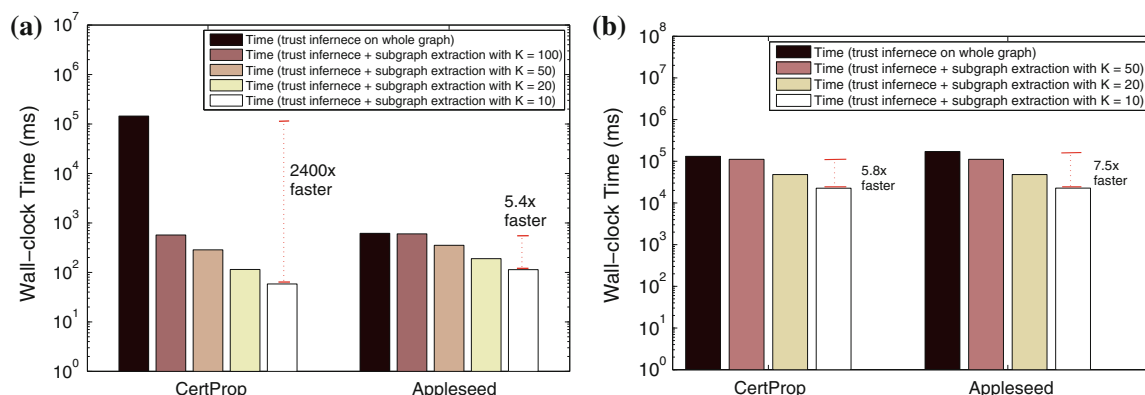 (a)
10^7
10^6
10^5
10^4
10^3
10^2
10^1
10^0
Wall-clock Time (ms)
Time (trust infernece on whole graph)
Time (trust infernece + subgraph extraction with K = 100)
Time (trust infernece + subgraph extraction with K = 50)
Time (trust infernece + subgraph extraction with K = 20)
Time (trust infernece + subgraph extraction with K = 10)
2400x
faster
5.4x
faster
CertProp
Appleseed
(b)
10^8
10^7
10^6
10^5
10^4
10^3
10^2
10^1
10^0
Wall-clock Time (ms)
Time (trust infernece on whole graph)
Time (trust infernece + subgraph extraction with K = 50)
Time (trust infernece + subgraph extraction with K = 20)
Time (trust infernece + subgraph extraction with K = 10)
5.8x
faster
7.5x
faster
CertProp
Appleseed